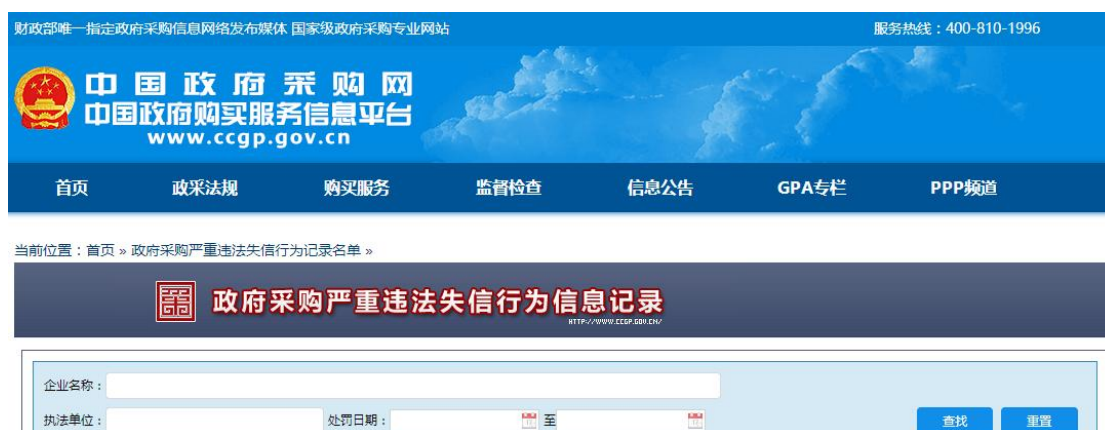 财政部唯一指定政府采购信息网络发布媒体 国家级政府采购专业网站 服务热线：400-810-1996
中国政府采购网
中国政府购买服务信息平台
www.ccgp.gov.cn
首页 政采法规 购买服务 监督检查 信息公告 GPA专栏 PPP频道
当前位置：首页 » 政府采购严重违法失信行为记录名单 »
政府采购严重违法失信行为信息记录
HTTP://WWW.CCGP.GOV.CN/
企业名称：
执法单位： 处罚日期： 至 查找 重置